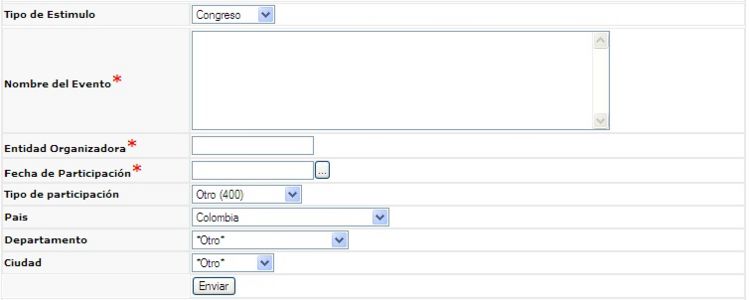 Tipo de Estimulo Congreso
Nombre del Evento*
Entidad Organizadora*
Fecha de Participación* ...
Tipo de participación Otro (400)
Pais Colombia
Departamento *Otro*
Ciudad *Otro*
Enviar